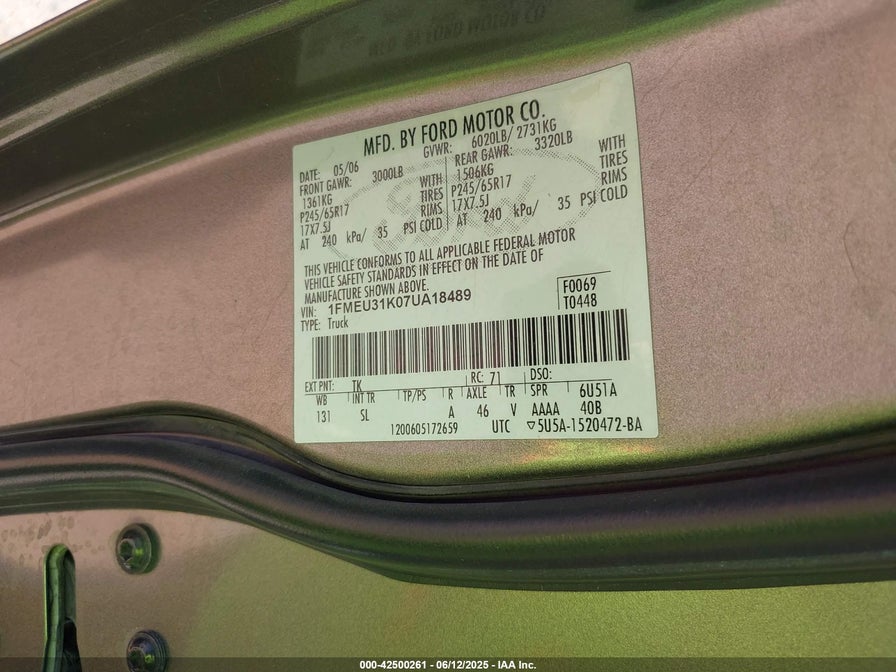 MFD. BY FORD MOTOR CO.
DATE: 05/06 GVWR: 6020LB/ 2731KG
FRONT GAWR: 3000LB REAR GAWR: 3320LB
1361KG WITH 1506KG WITH
P245/65R17 TIRES P245/65R17 TIRES
17X7.5J RIMS 17X7.5J RIMS
AT 240 kPa/ 35 PSI COLD AT 240 kPa/ 35 PSI COLD
THIS VEHICLE CONFORMS TO ALL APPLICABLE FEDERAL MOTOR
VEHICLE SAFETY STANDARDS IN EFFECT ON THE DATE OF
MANUFACTURE SHOWN ABOVE.
VIN: 1FMEU31K07UA18489 F0069
TYPE: Truck T0448
EXT PNT: TK RC: 71 DSO:
WB INT TR TP/PS R AXLE TR SPR 6U51A
131 SL A 46 V AAAA 40B
1200605172659 UTC ▽5U5A-1520472-BA
000-42500261 - 06/12/2025 - IAA Inc.